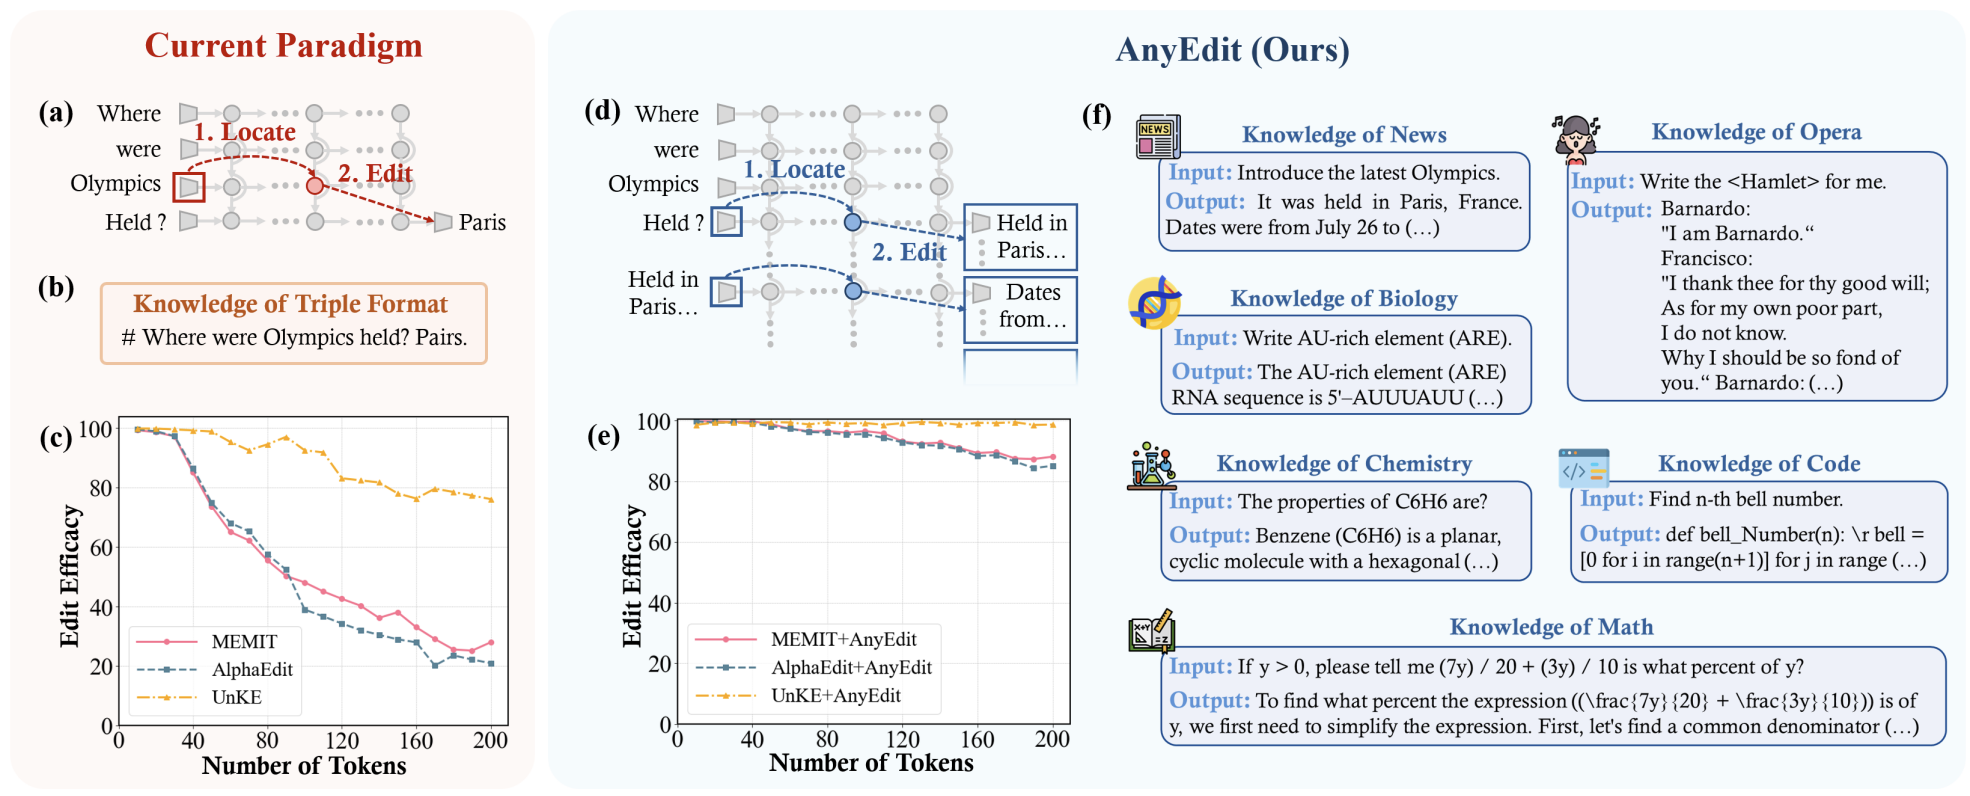 Current Paradigm
(a)
Where
were
Olympics
Held ?
1. Locate
2. Edit
Paris
(b)
Knowledge of Triple Format
# Where were Olympics held? Pairs.
(c)
Edit Efficacy
100
80
60
40
20
0
MEMIT
AlphaEdit
UnKE
0 40 80 120 160 200
Number of Tokens
AnyEdit (Ours)
(d)
Where
were
Olympics
Held ?
Held in
Paris...
1. Locate
2. Edit
Held in
Paris...
Dates
from...
(e)
Edit Efficacy
100
80
60
40
20
0
MEMIT+AnyEdit
AlphaEdit+AnyEdit
UnKE+AnyEdit
0 40 80 120 160 200
Number of Tokens
(f)
NEWS
Knowledge of News
Input: Introduce the latest Olympics.
Output: It was held in Paris, France.
Dates were from July 26 to (...)
Knowledge of Biology
Input: Write AU-rich element (ARE).
Output: The AU-rich element (ARE)
RNA sequence is 5'–AUUUAUU (...)
Knowledge of Chemistry
Input: The properties of C6H6 are?
Output: Benzene (C6H6) is a planar,
cyclic molecule with a hexagonal (...)
Knowledge of Opera
Input: Write the <Hamlet> for me.
Output: Barnardo:
"I am Barnardo.“
Francisco:
"I thank thee for thy good will;
As for my own poor part,
I do not know.
Why I should be so fond of
you.“ Barnardo: (...)
</>
Knowledge of Code
Input: Find n-th bell number.
Output: def bell_Number(n): \r bell =
[0 for i in range(n+1)] for j in range (...)
X+Y
=Z
Knowledge of Math
Input: If y > 0, please tell me (7y) / 20 + (3y) / 10 is what percent of y?
Output: To find what percent the expression ((\frac{7y}{20} + \frac{3y}{10})) is of
y, we first need to simplify the expression. First, let's find a common denominator (...)